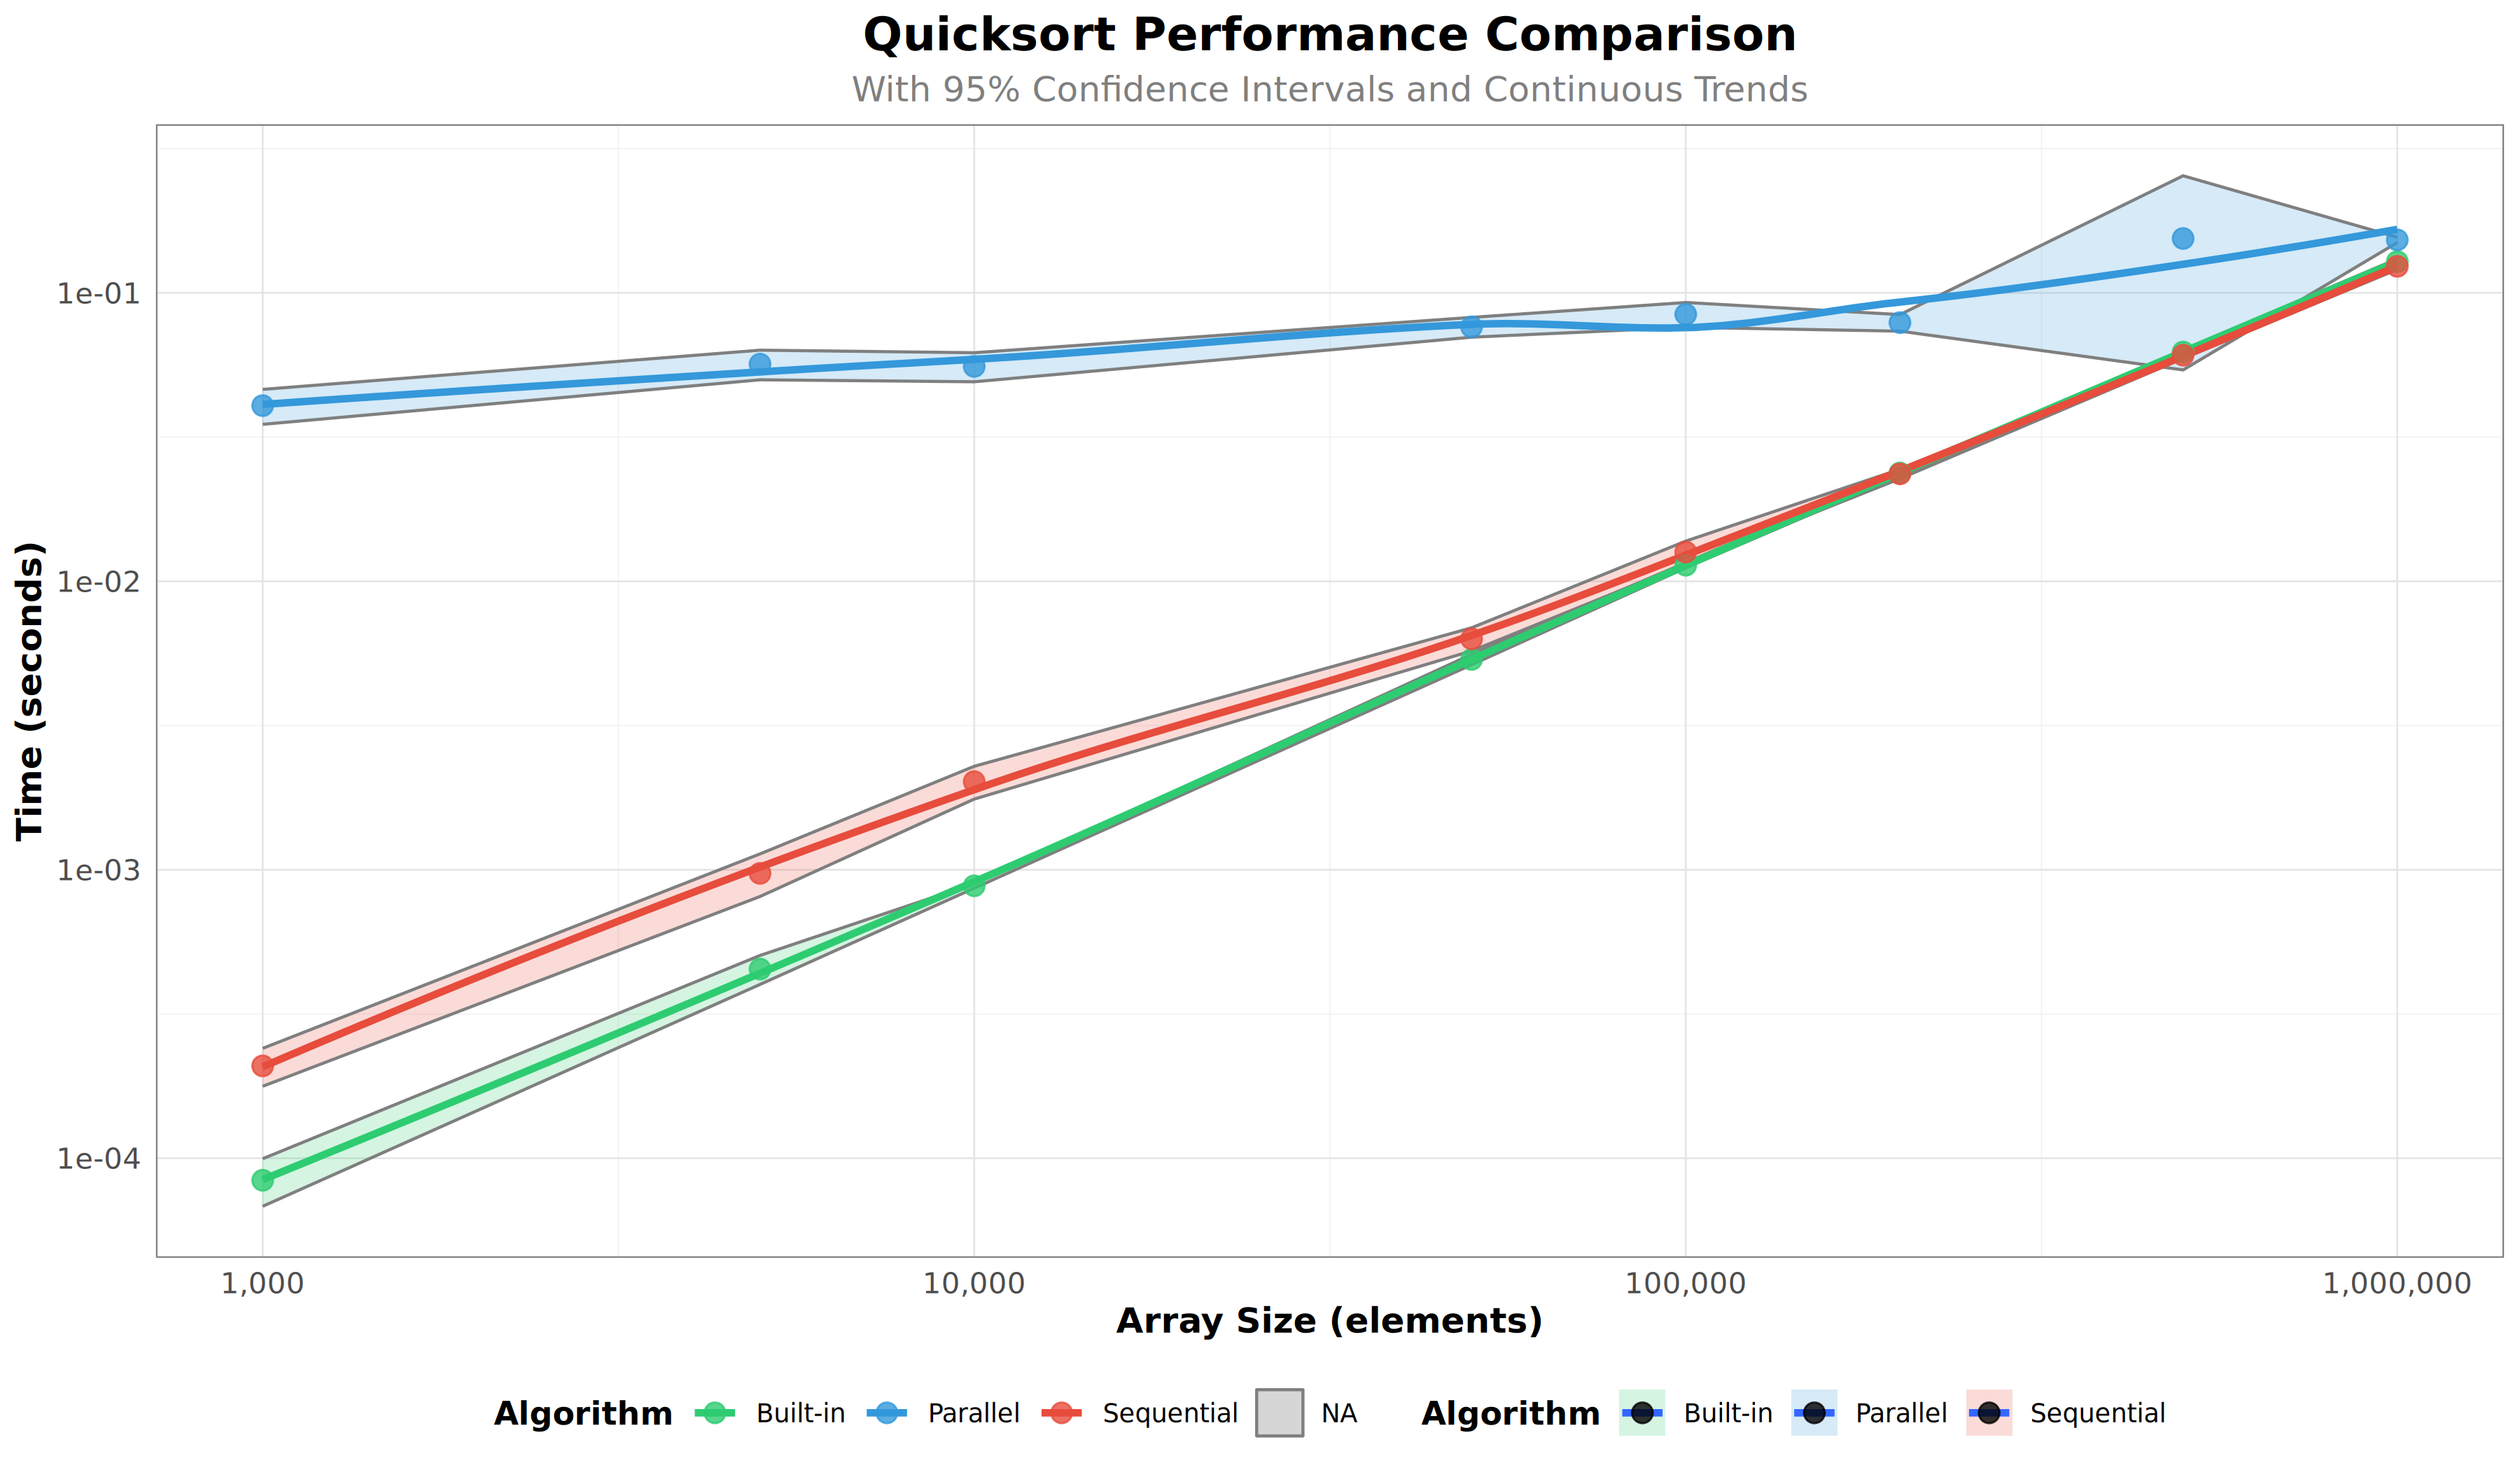 Quicksort Performance Comparison
With 95% Confidence Intervals and Continuous Trends
Time (seconds)
1e-01
1e-02
1e-03
1e-04
1,000 10,000 100,000 1,000,000
Array Size (elements)
Algorithm Built-in Parallel Sequential NA Algorithm Built-in Parallel Sequential